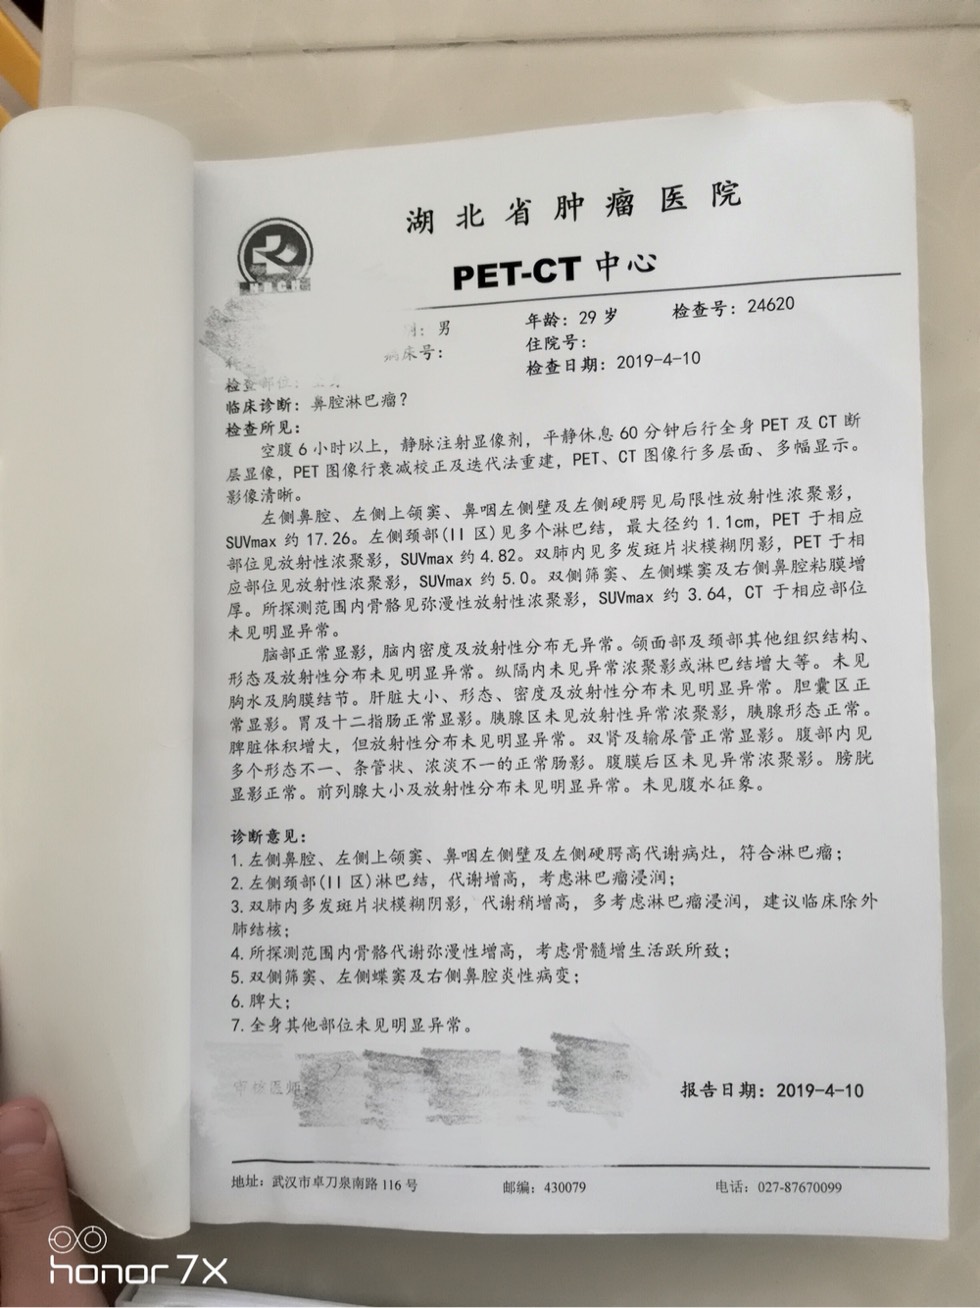 湖北省肿瘤医院
PET-CT 中心
男 年龄：29 岁 检查号：24620
病床号： 住院号：
检查日期：2019-4-10
检查部位：
临床诊断：鼻腔淋巴瘤？
检查所见：
空腹 6 小时以上，静脉注射显像剂，平静休息 60 分钟后行全身 PET 及 CT 断
层显像，PET 图像行衰减校正及迭代法重建，PET、CT 图像行多层面、多幅显示。
影像清晰。
左侧鼻腔、左侧上颌窦、鼻咽左侧壁及左侧硬腭见局限性放射性浓聚影，
SUVmax 约 17.26。左侧颈部(II 区)见多个淋巴结，最大径约 1.1cm，PET 于相应
部位见放射性浓聚影，SUVmax 约 4.82。双肺内见多发斑片状模糊阴影，PET 于相
应部位见放射性浓聚影，SUVmax 约 5.0。双侧筛窦、左侧蝶窦及右侧鼻腔粘膜增
厚。所探测范围内骨骼见弥漫性放射性浓聚影，SUVmax 约 3.64，CT 于相应部位
未见明显异常。
脑部正常显影，脑内密度及放射性分布无异常。颌面部及颈部其他组织结构、
形态及放射性分布未见明显异常。纵隔内未见异常浓聚影或淋巴结增大等。未见
胸水及胸膜结节。肝脏大小、形态、密度及放射性分布未见明显异常。胆囊区正
常显影。胃及十二指肠正常显影。胰腺区未见放射性异常浓聚影，胰腺形态正常。
脾脏体积增大，但放射性分布未见明显异常。双肾及输尿管正常显影。腹部内见
多个形态不一、条管状、浓淡不一的正常肠影。腹膜后区未见异常浓聚影。膀胱
显影正常。前列腺大小及放射性分布未见明显异常。未见腹水征象。
诊断意见：
1.左侧鼻腔、左侧上颌窦、鼻咽左侧壁及左侧硬腭高代谢病灶，符合淋巴瘤；
2.左侧颈部(II 区)淋巴结，代谢增高，考虑淋巴瘤浸润；
3.双肺内多发斑片状模糊阴影，代谢稍增高，多考虑淋巴瘤浸润，建议临床除外
肺结核；
4.所探测范围内骨骼代谢弥漫性增高，考虑骨髓增生活跃所致；
5.双侧筛窦、左侧蝶窦及右侧鼻腔炎性病变；
6.脾大；
7.全身其他部位未见明显异常。
医师： 报告日期：2019-4-10
地址：武汉市卓刀泉南路 116 号 邮编：430079 电话：027-87670099
honor 7X